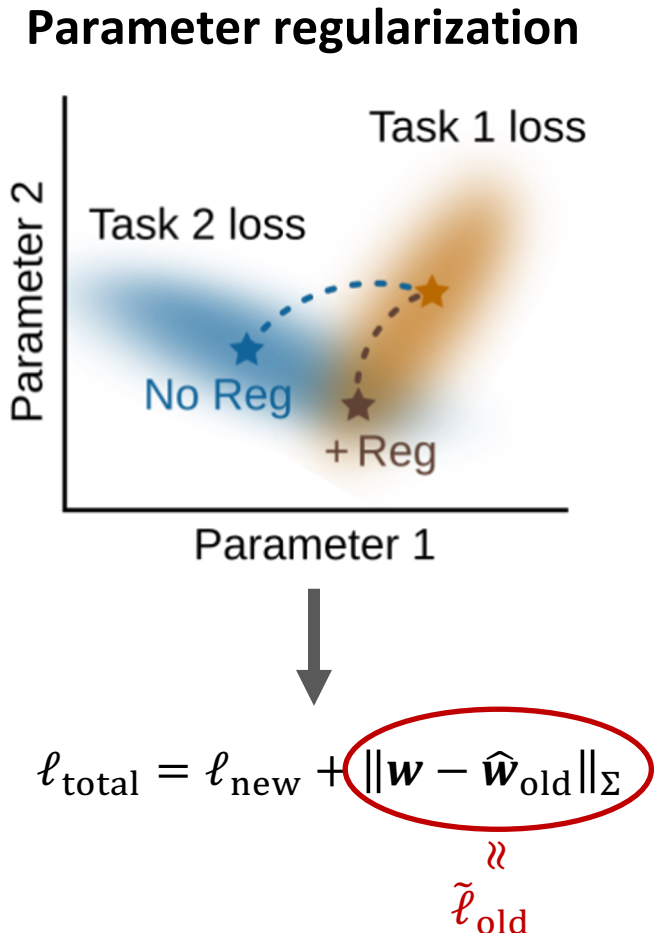 Parameter regularization
Task 1 loss
Task 2 loss
Parameter 2
No Reg
+ Reg
Parameter 1
ℓ_total = ℓ_new + ‖𝒘 − 𝒘̂_old‖_Σ
≈
ℓ̃_old